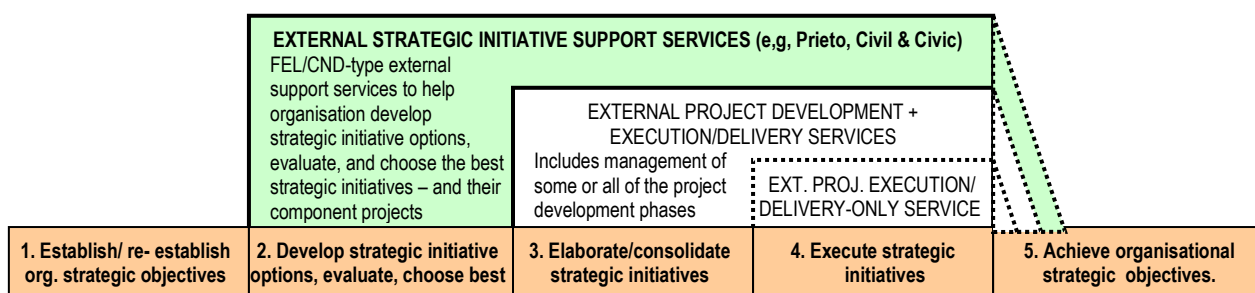 EXTERNAL STRATEGIC INITIATIVE SUPPORT SERVICES (e,g, Prieto, Civil & Civic)
FEL/CND-type external
support services to help
organisation develop
strategic initiative options,
evaluate, and choose the best
strategic initiatives – and their
component projects
EXTERNAL PROJECT DEVELOPMENT +
EXECUTION/DELIVERY SERVICES
Includes management of
some or all of the project
development phases
EXT. PROJ. EXECUTION/
DELIVERY-ONLY SERVICE
1. Establish/ re- establish
org. strategic objectives
2. Develop strategic initiative
options, evaluate, choose best
3. Elaborate/consolidate
strategic initiatives
4. Execute strategic
initiatives
5. Achieve organisational
strategic objectives.